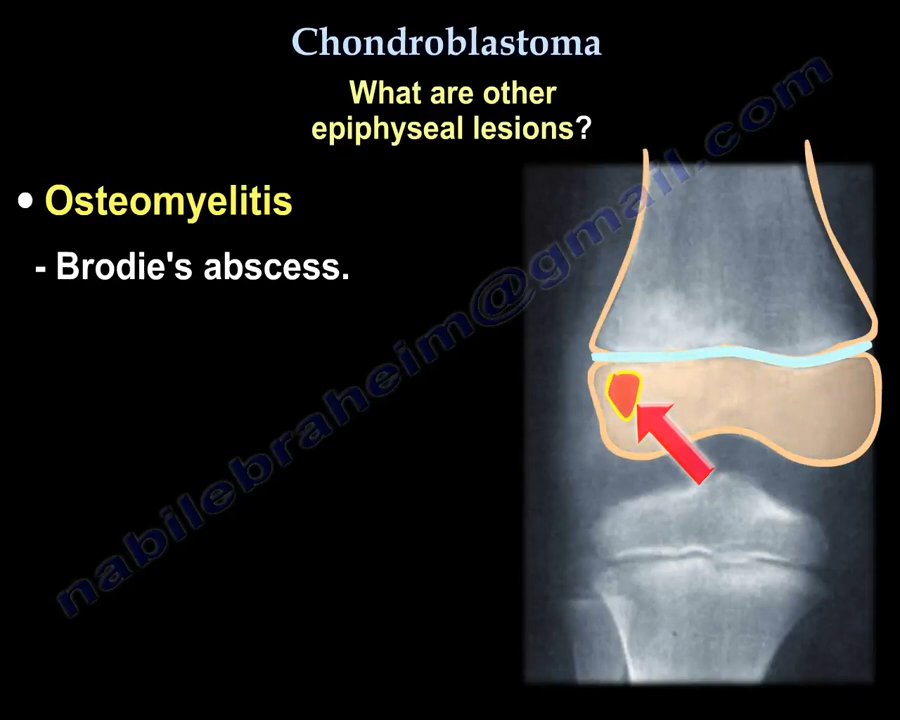 Chondroblastoma
What are other
epiphyseal lesions?
• Osteomyelitis
- Brodie's abscess.
nabilebraheim@gmail.com